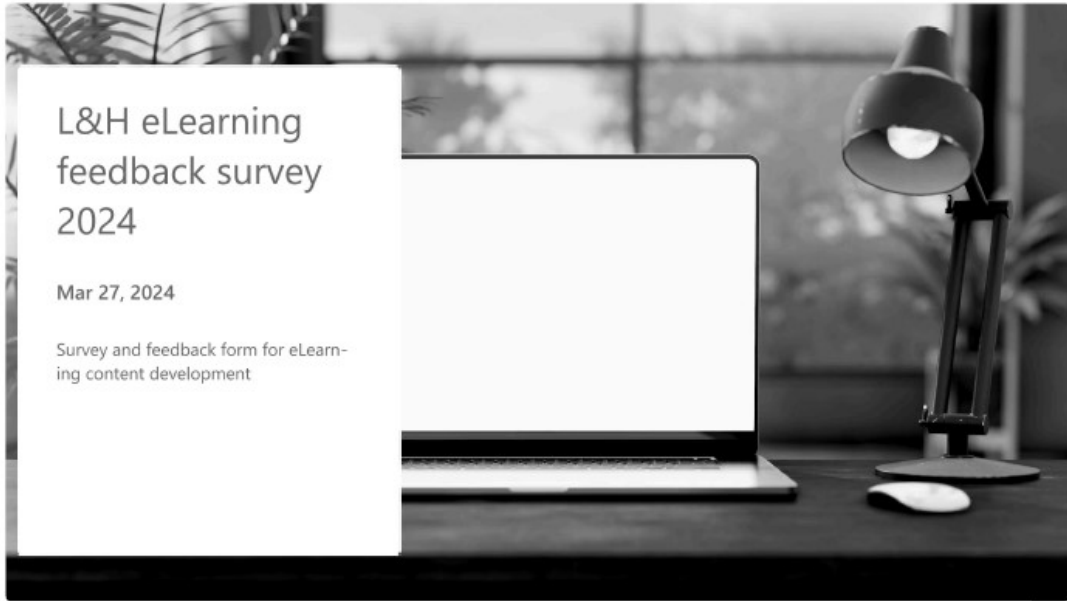 L&H eLearning
feedback survey
2024
Mar 27, 2024
Survey and feedback form for eLearn-
ing content development